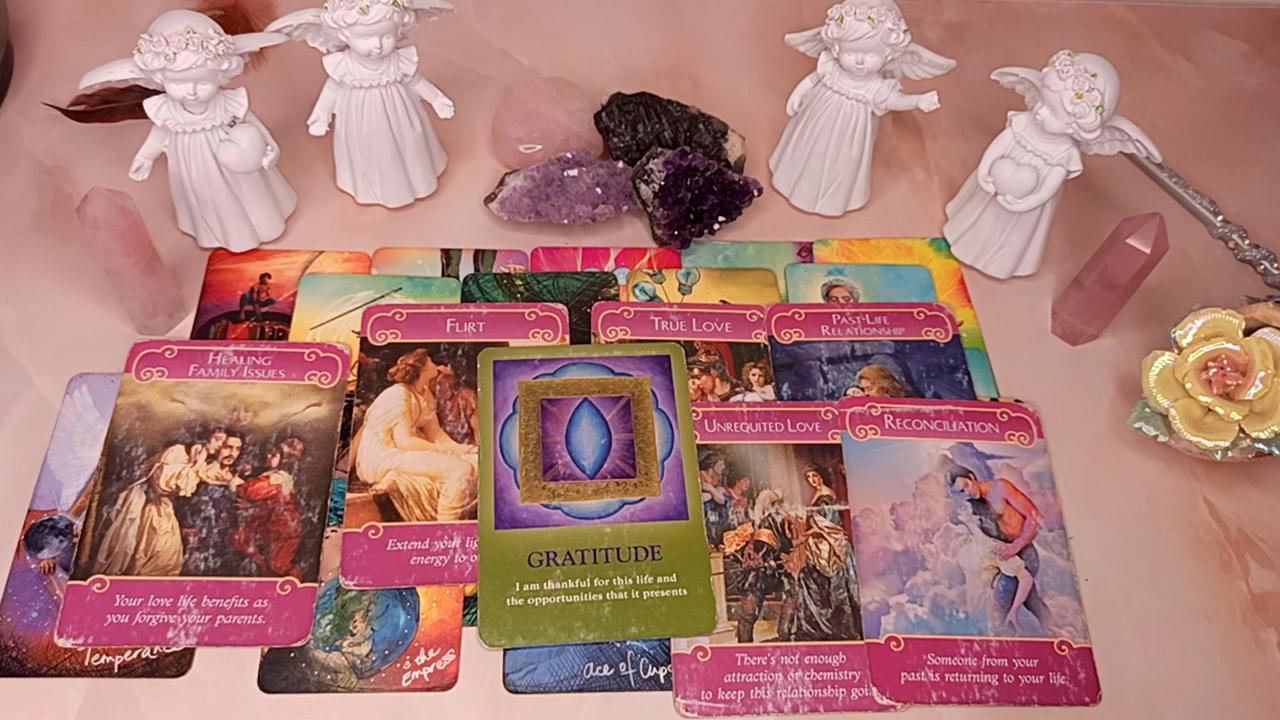 HEALING
FAMILY ISSUES
Your love life benefits as
you forgive your parents.
FLIRT
Extend your
energy to
TRUE LOVE
PAST-LIFE
RELATIONSHIP
GRATITUDE
I am thankful for this life and
the opportunities that it presents
UNREQUITED LOVE
There's not enough
attraction or chemistry
to keep this relationship
RECONCILIATION
Someone from your
past is returning to your life.
Temperance
the
Empress
ace of Cups